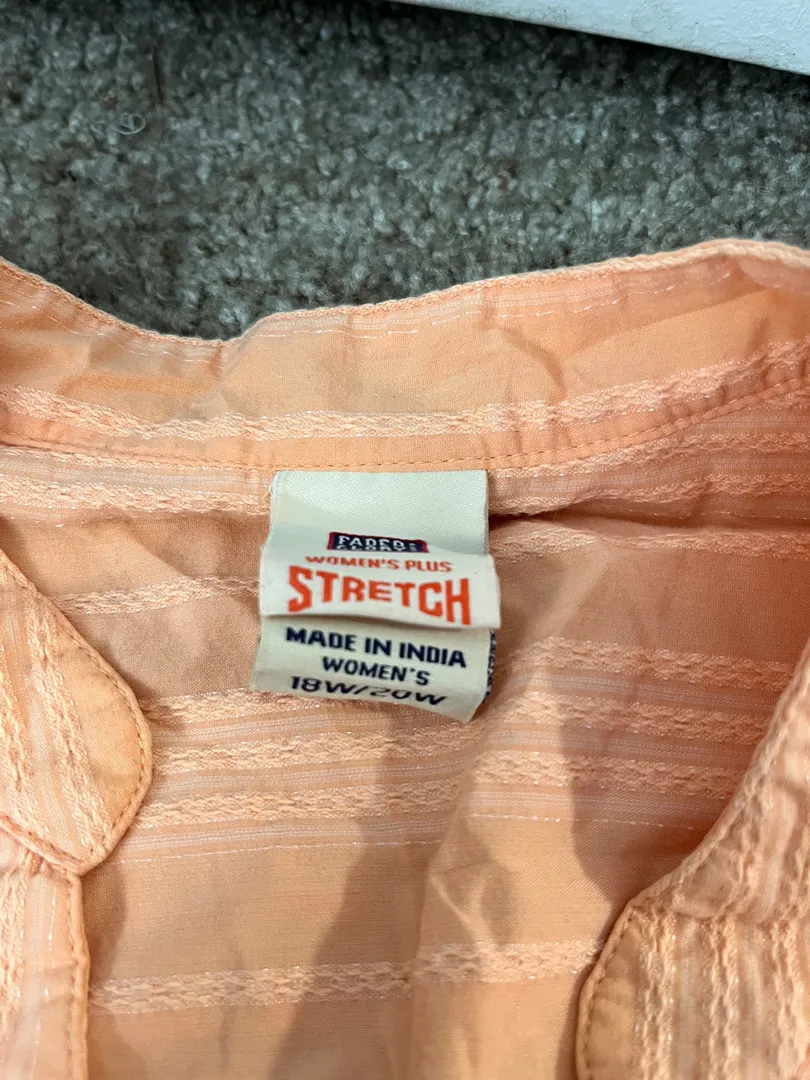 FADED
GLORY
WOMEN'S PLUS
STRETCH
MADE IN INDIA
WOMEN'S
18W/20W